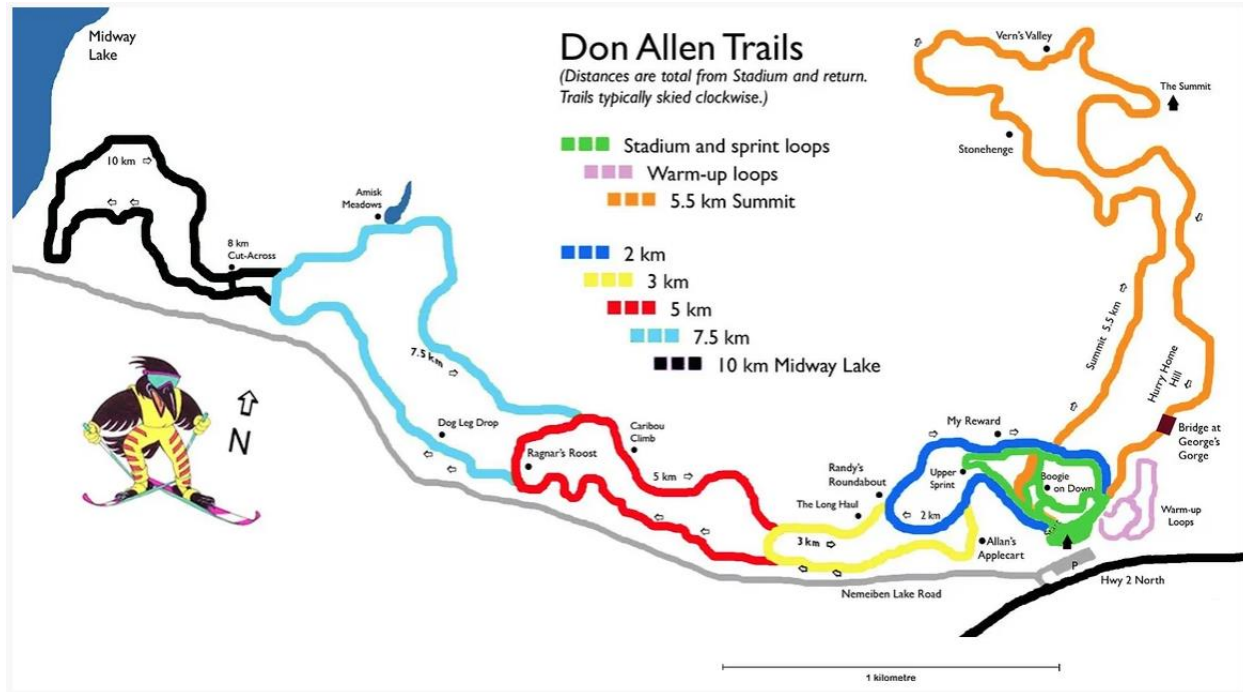 Midway
Lake
Don Allen Trails
(Distances are total from Stadium and return.
Trails typically skied clockwise.)
Stadium and sprint loops
Warm-up loops
5.5 km Summit
2 km
3 km
5 km
7.5 km
10 km Midway Lake
Vern's Valley
The Summit
Stonehenge
10 km
Amisk
Meadows
8 km
Cut-Across
7.5 km
Summit 5.5 km
Hurry Home
Hill
Bridge at
George's
Gorge
N
Dog Leg Drop
Ragnar's Roost
Caribou
Climb
5 km
My Reward
Randy's
Roundabout
Upper
Sprint
Boogie
on Down
The Long Haul
2 km
3 km
Allan's
Applecart
Warm-up
Loops
P
Hwy 2 North
Nemeiben Lake Road
1 kilometre